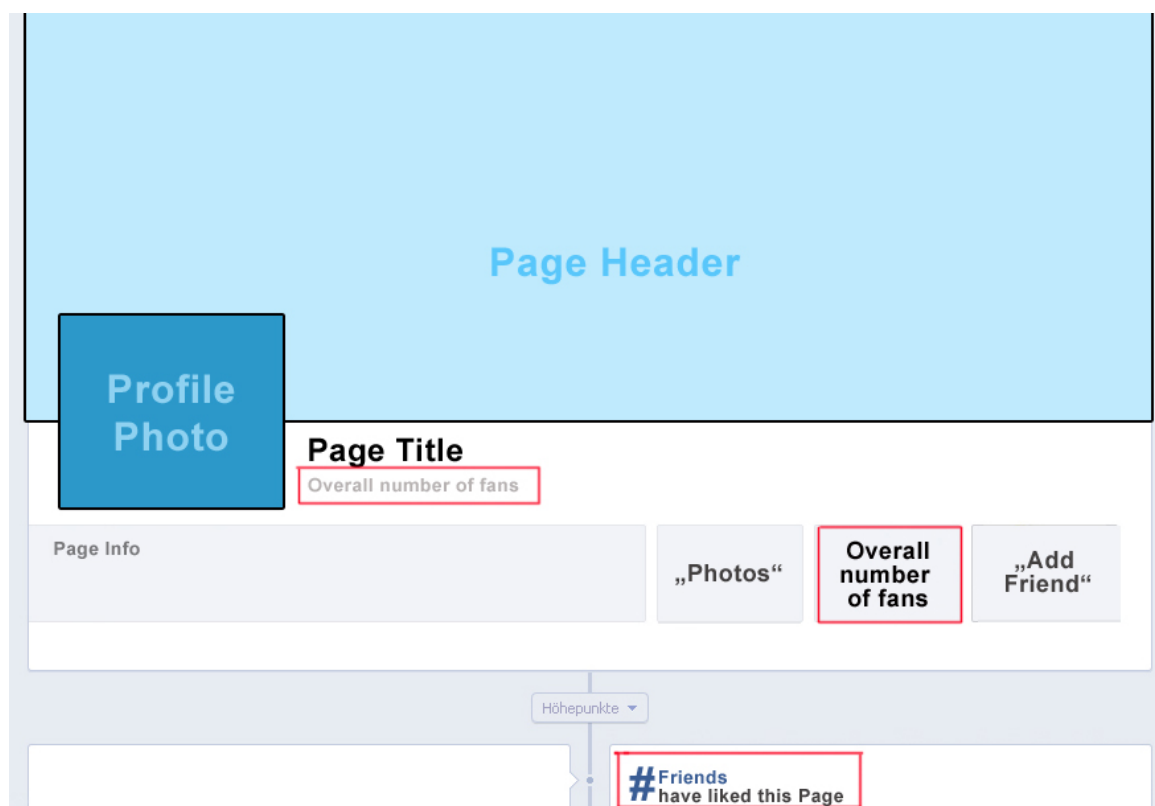 Page Header
Profile
Photo
Page Title
Overall number of fans
Page Info
„Photos“
Overall
number
of fans
„Add
Friend“
Höhepunkte
# Friends
have liked this Page